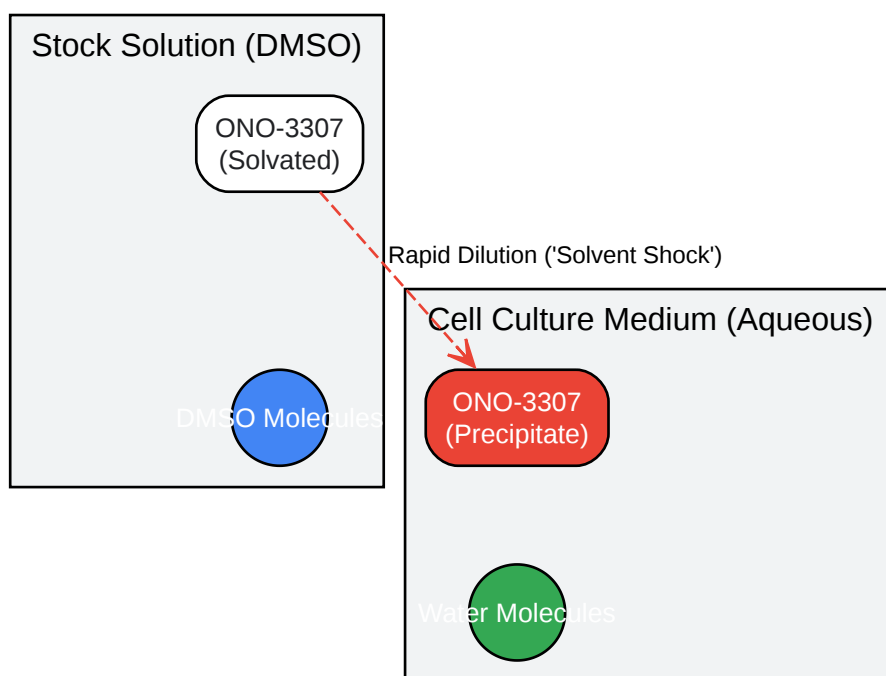 Stock Solution (DMSO)
ONO-3307
(Solvated)
Rapid Dilution ('Solvent Shock')
Cell Culture Medium (Aqueous)
DMSO Molecules
ONO-3307
(Precipitate)
Water Molecules